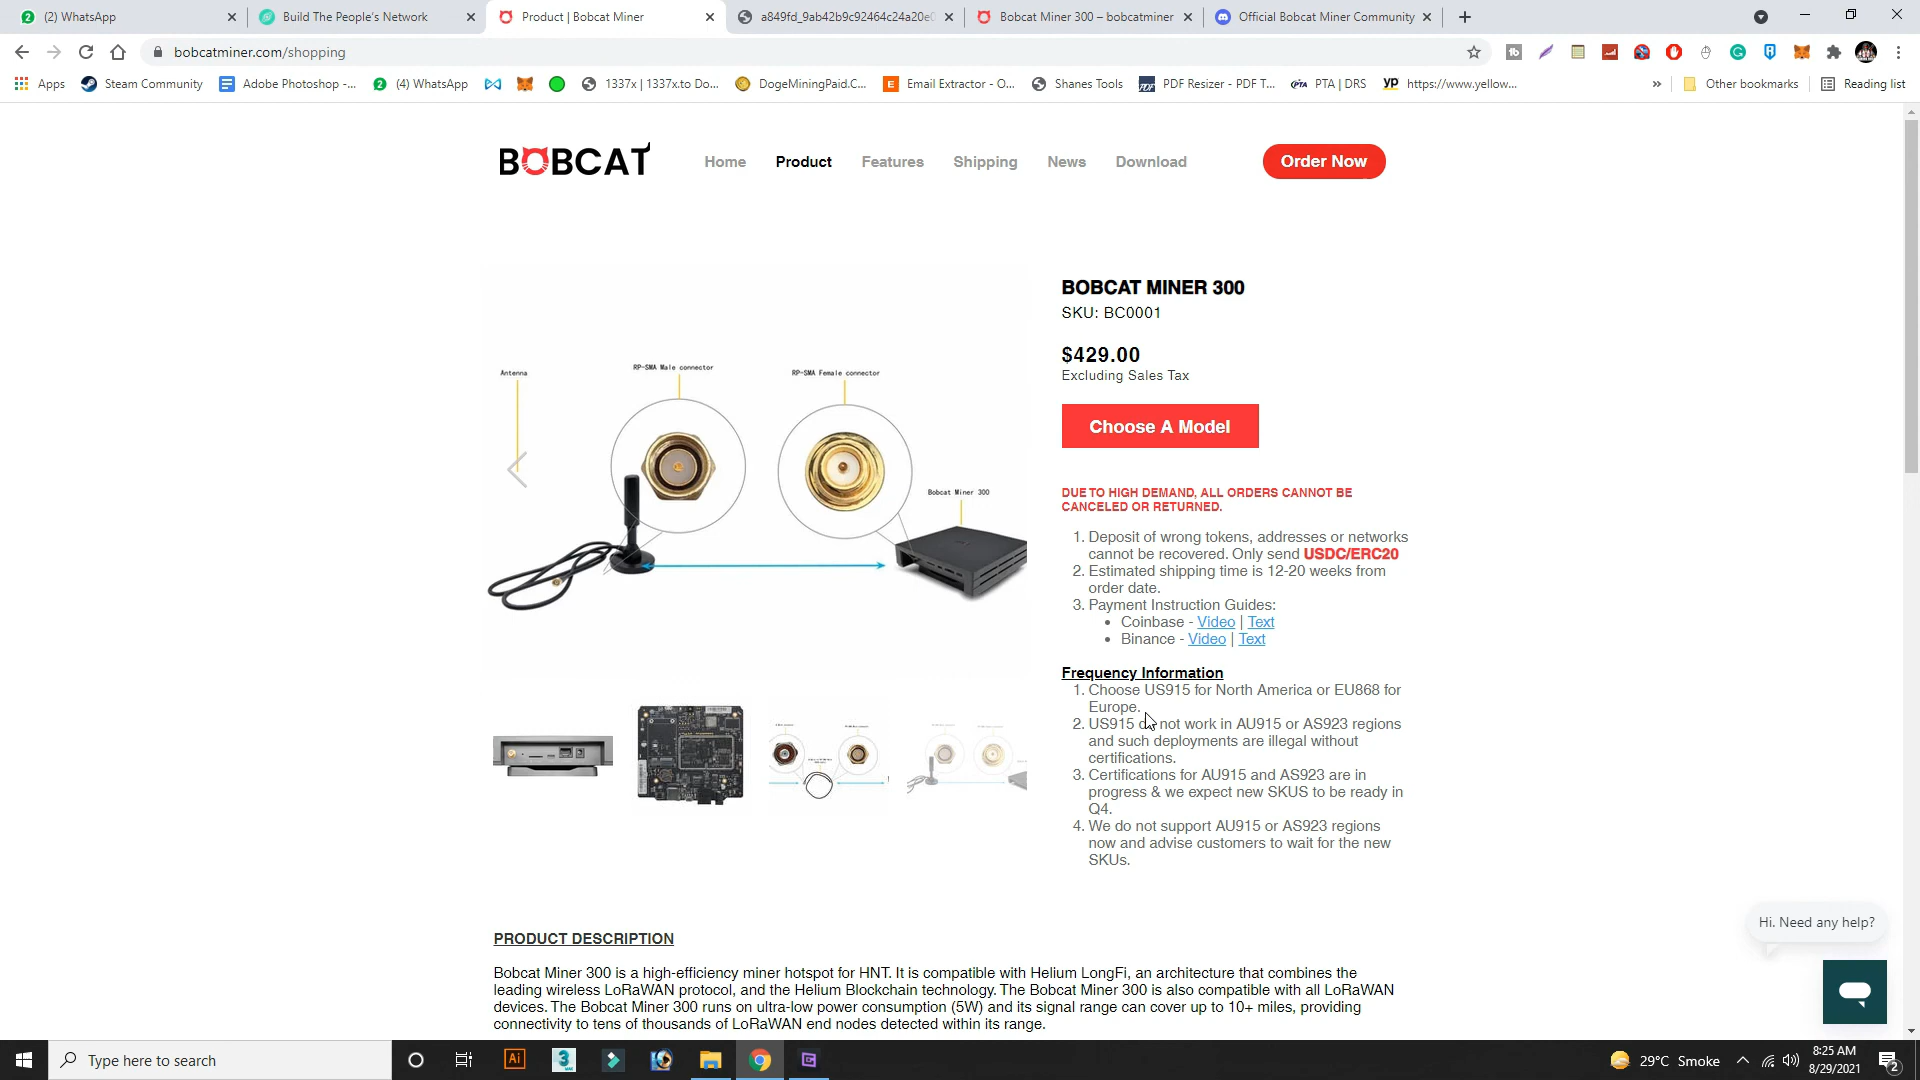 (2) WhatsApp
Build The People's Network
Product | Bobcat Miner
a849fd_9ab42b9c92464c24a20e0
Bobcat Miner 300 – bobcatminer
Official Bobcat Miner Community
bobcatminer.com/shopping
Apps
Steam Community
Adobe Photoshop -...
(4) WhatsApp
1337x | 1337x.to Do...
DogeMiningPaid.C...
Email Extractor - O...
Shanes Tools
PDF Resizer - PDF T...
PTA | DRS
https://www.yellow...
Other bookmarks
Reading list
BOBCAT
Home
Product
Features
Shipping
News
Download
Order Now
BOBCAT MINER 300
SKU: BC0001
$429.00
Excluding Sales Tax
Choose A Model
Antenna
RP-SMA Male connector
RP-SMA Female connector
Bobcat Miner 300
DUE TO HIGH DEMAND, ALL ORDERS CANNOT BE
CANCELED OR RETURNED.
1. Deposit of wrong tokens, addresses or networks
cannot be recovered. Only send USDC/ERC20
2. Estimated shipping time is 12-20 weeks from
order date.
3. Payment Instruction Guides:
• Coinbase - Video | Text
• Binance - Video | Text
Frequency Information
1. Choose US915 for North America or EU868 for
Europe.
2. US915 do not work in AU915 or AS923 regions
and such deployments are illegal without
certifications.
3. Certifications for AU915 and AS923 are in
progress & we expect new SKUS to be ready in
Q4.
4. We do not support AU915 or AS923 regions
now and advise customers to wait for the new
SKUs.
PRODUCT DESCRIPTION
Bobcat Miner 300 is a high-efficiency miner hotspot for HNT. It is compatible with Helium LongFi, an architecture that combines the
leading wireless LoRaWAN protocol, and the Helium Blockchain technology. The Bobcat Miner 300 is also compatible with all LoRaWAN
devices. The Bobcat Miner 300 runs on ultra-low power consumption (5W) and its signal range can cover up to 10+ miles, providing
connectivity to tens of thousands of LoRaWAN end nodes detected within its range.
Hi. Need any help?
Type here to search
29°C Smoke
8:25 AM
8/29/2021
2